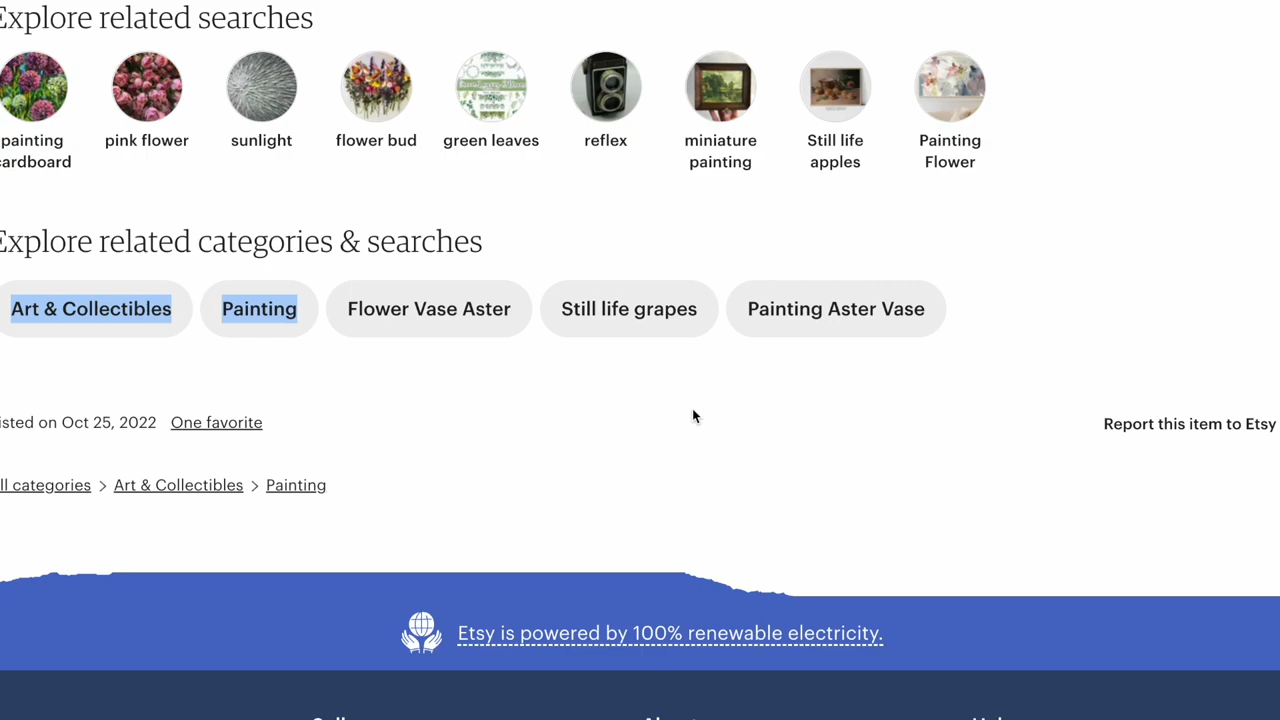 Explore related searches
painting cardboard
pink flower
sunlight
flower bud
green leaves
reflex
miniature painting
Still life apples
Painting Flower
Explore related categories & searches
Art & Collectibles
Painting
Flower Vase Aster
Still life grapes
Painting Aster Vase
isted on Oct 25, 2022 One favorite
Report this item to Etsy
ll categories > Art & Collectibles > Painting
Etsy is powered by 100% renewable electricity.